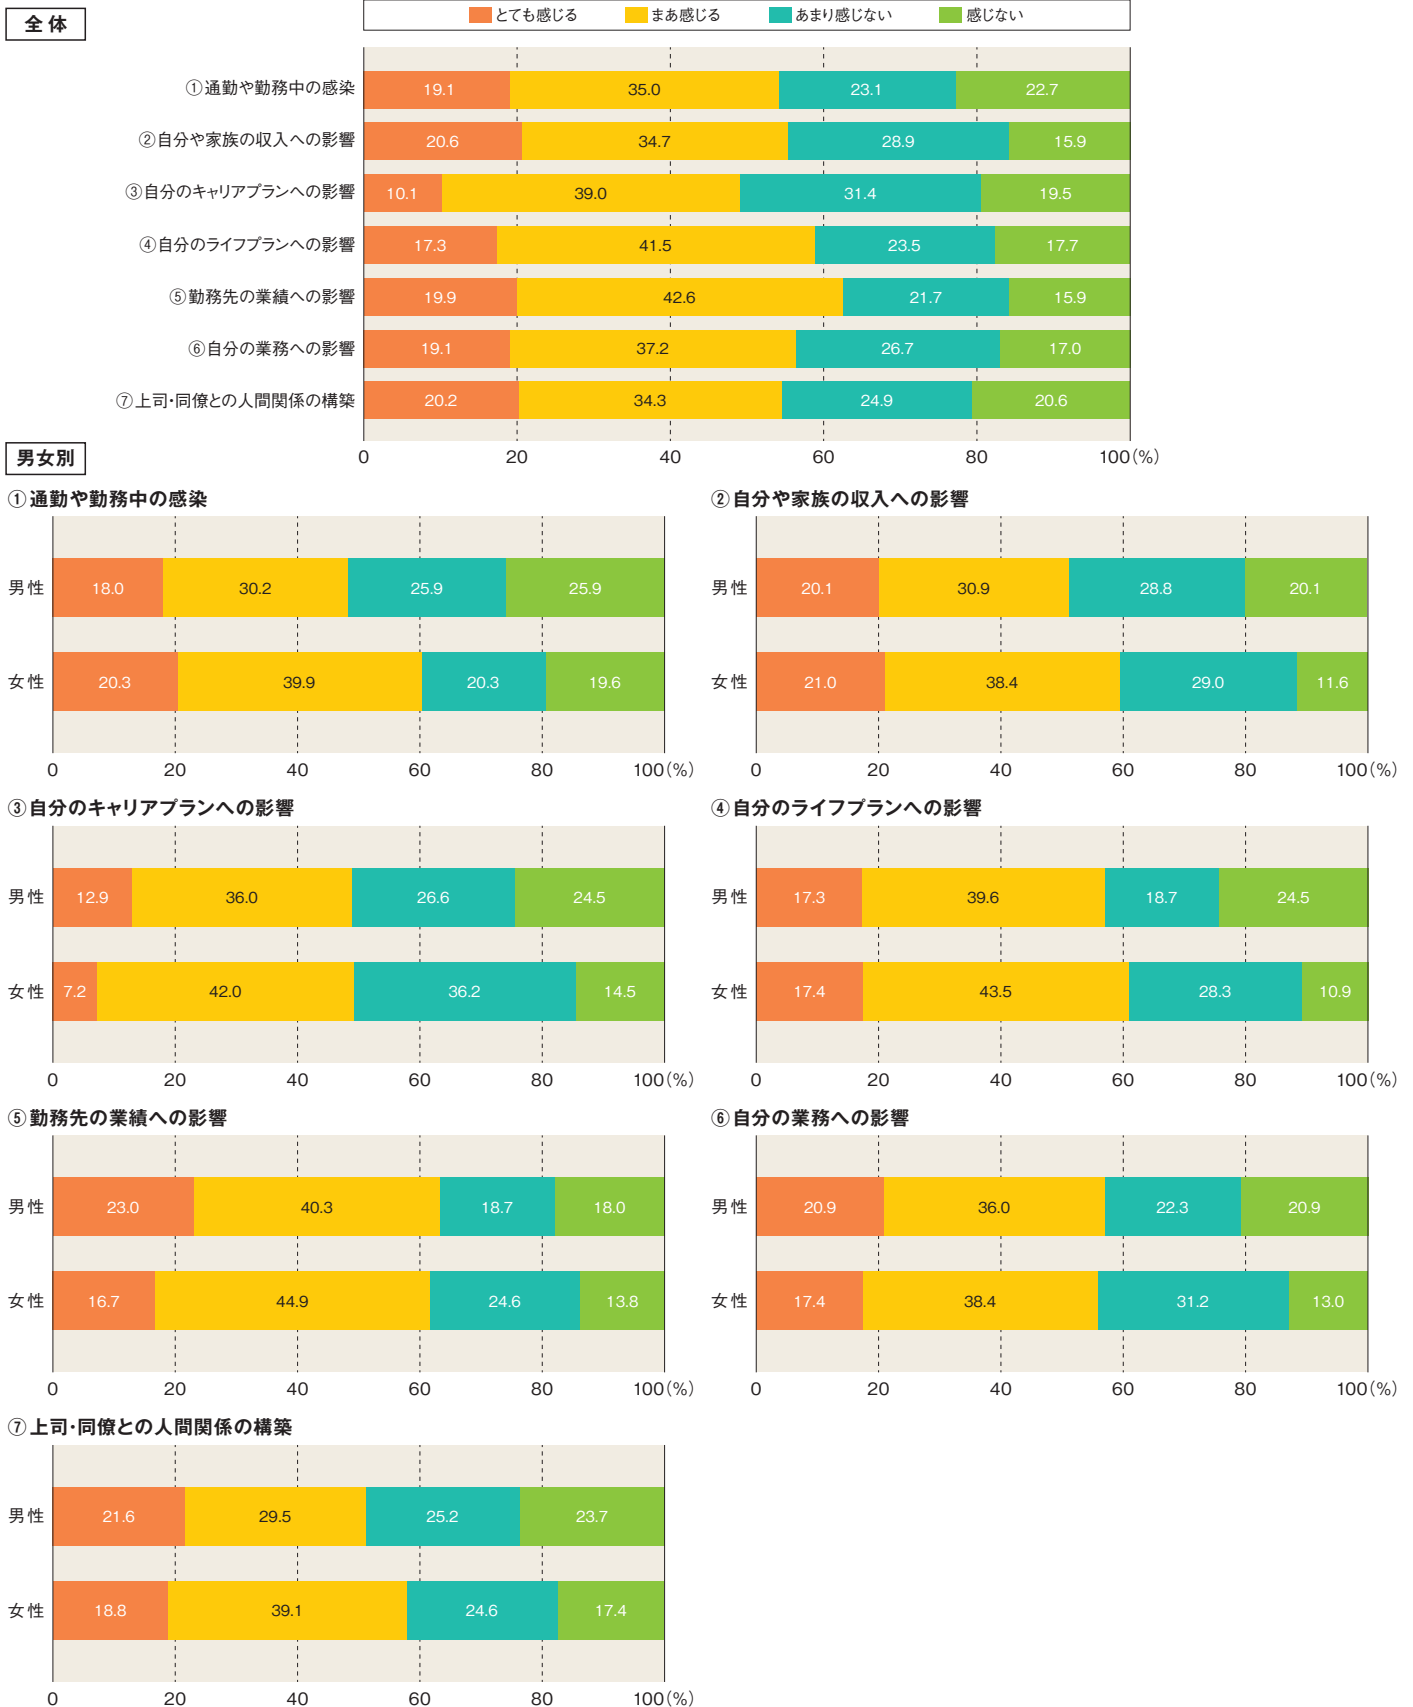 全体
とても感じる まあ感じる あまり感じない 感じない
①通勤や勤務中の感染 19.1 35.0 23.1 22.7
②自分や家族の収入への影響 20.6 34.7 28.9 15.9
③自分のキャリアプランへの影響 10.1 39.0 31.4 19.5
④自分のライフプランへの影響 17.3 41.5 23.5 17.7
⑤勤務先の業績への影響 19.9 42.6 21.7 15.9
⑥自分の業務への影響 19.1 37.2 26.7 17.0
⑦上司・同僚との人間関係の構築 20.2 34.3 24.9 20.6
0 20 40 60 80 100(%)
男女別
①通勤や勤務中の感染
男性 18.0 30.2 25.9 25.9
女性 20.3 39.9 20.3 19.6
0 20 40 60 80 100(%)
②自分や家族の収入への影響
男性 20.1 30.9 28.8 20.1
女性 21.0 38.4 29.0 11.6
0 20 40 60 80 100(%)
③自分のキャリアプランへの影響
男性 12.9 36.0 26.6 24.5
女性 7.2 42.0 36.2 14.5
0 20 40 60 80 100(%)
④自分のライフプランへの影響
男性 17.3 39.6 18.7 24.5
女性 17.4 43.5 28.3 10.9
0 20 40 60 80 100(%)
⑤勤務先の業績への影響
男性 23.0 40.3 18.7 18.0
女性 16.7 44.9 24.6 13.8
0 20 40 60 80 100(%)
⑥自分の業務への影響
男性 20.9 36.0 22.3 20.9
女性 17.4 38.4 31.2 13.0
0 20 40 60 80 100(%)
⑦上司・同僚との人間関係の構築
男性 21.6 29.5 25.2 23.7
女性 18.8 39.1 24.6 17.4
0 20 40 60 80 100(%)